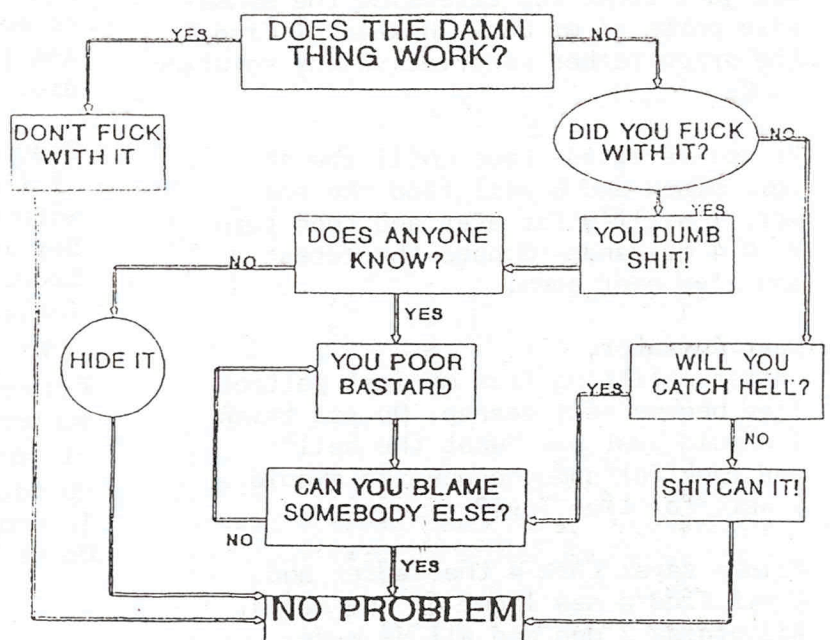 DOES THE DAMN
THING WORK?
YES
NO
DON'T FUCK
WITH IT
DID YOU FUCK
WITH IT?
NO
YES
DOES ANYONE
KNOW?
YOU DUMB
SHIT!
NO
YES
HIDE IT
YOU POOR
BASTARD
WILL YOU
CATCH HELL?
YES
NO
CAN YOU BLAME
SOMEBODY ELSE?
SHITCAN IT!
NO
YES
NO PROBLEM